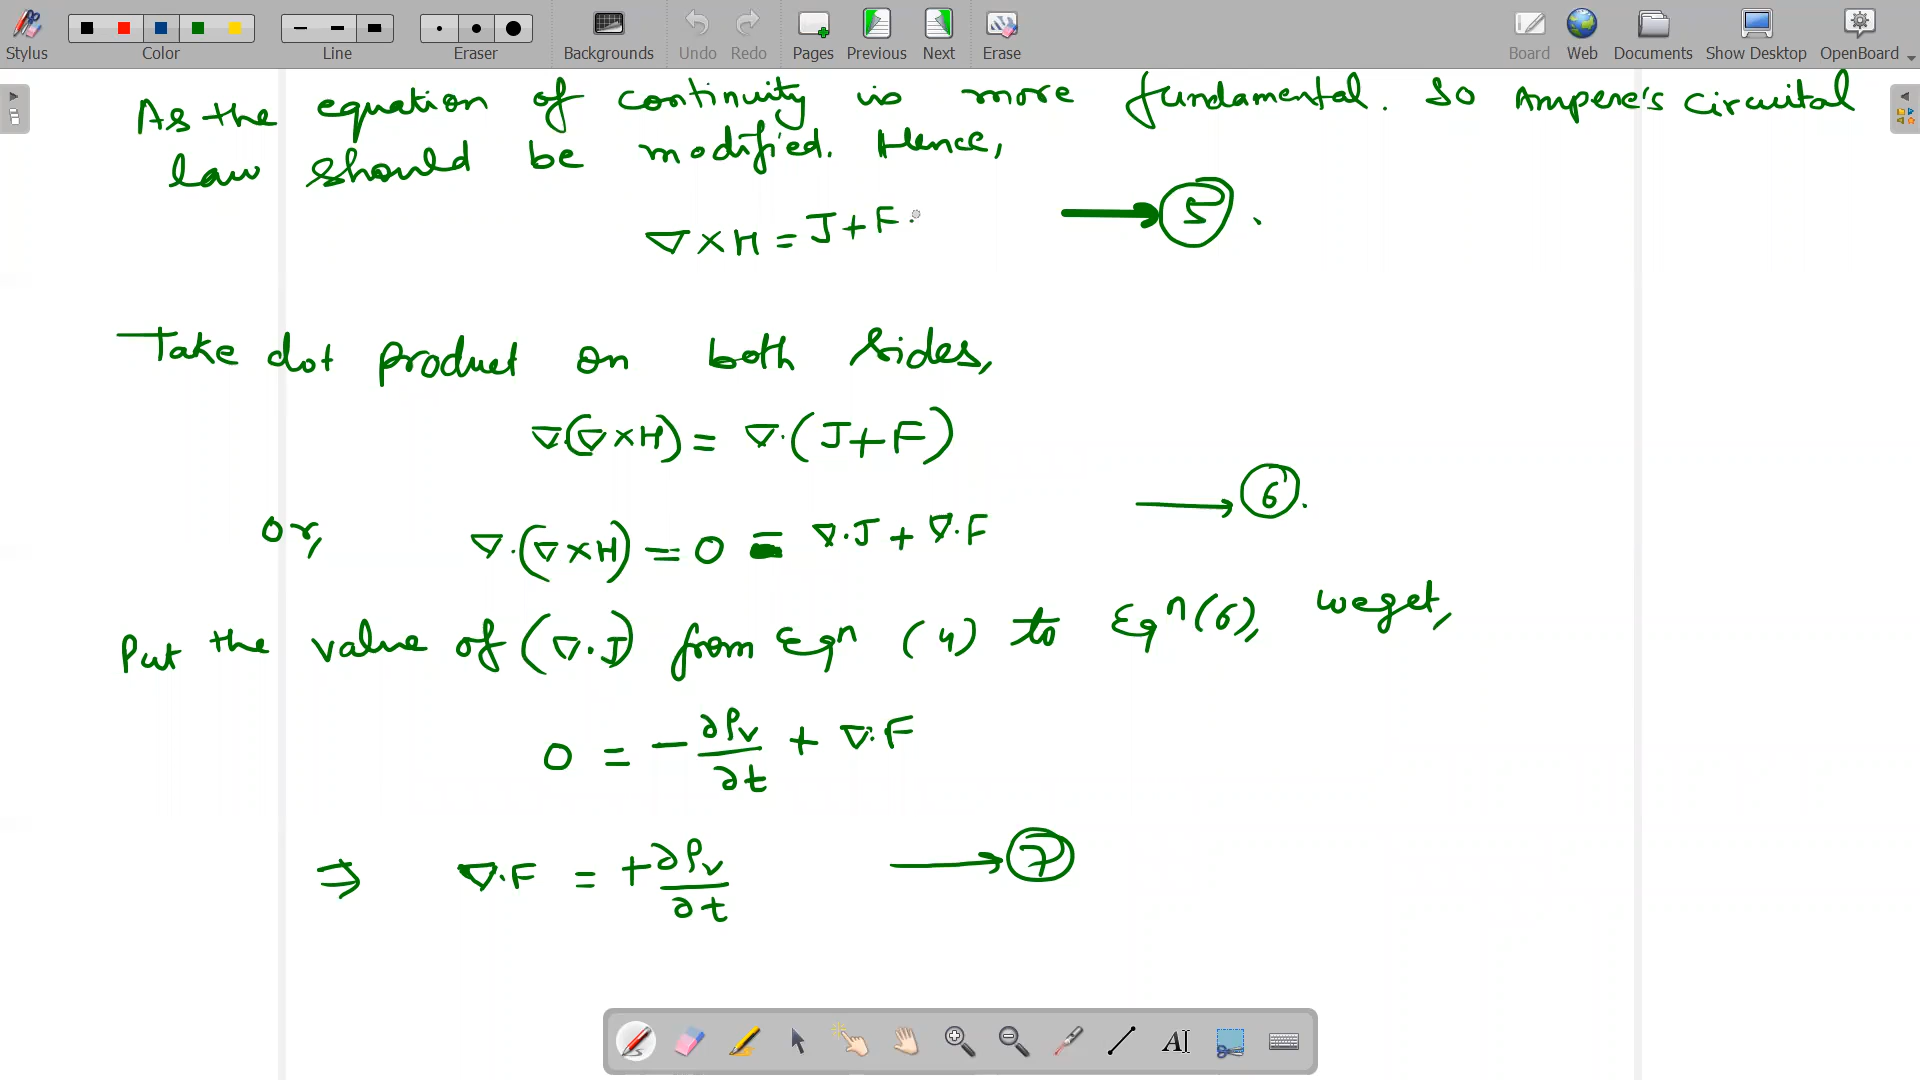 Stylus Color Line Eraser Backgrounds Undo Redo Pages Previous Next Erase Board Web Documents Show Desktop OpenBoard
As the equation of continuity is more fundamental. So Ampere's circuital
law should be modified. Hence,
∇×H = J+F. → (5).
Take dot product on both sides,
∇.(∇×H) = ∇.(J+F)
or, ∇.(∇×H) = 0 = ∇.J + ∇.F → (6).
Put the value of (∇.J) from Eqn (4) to Eqn(6), we get,
0 = -∂ρv/∂t + ∇.F
⇒ ∇.F = +∂ρv/∂t → (7)